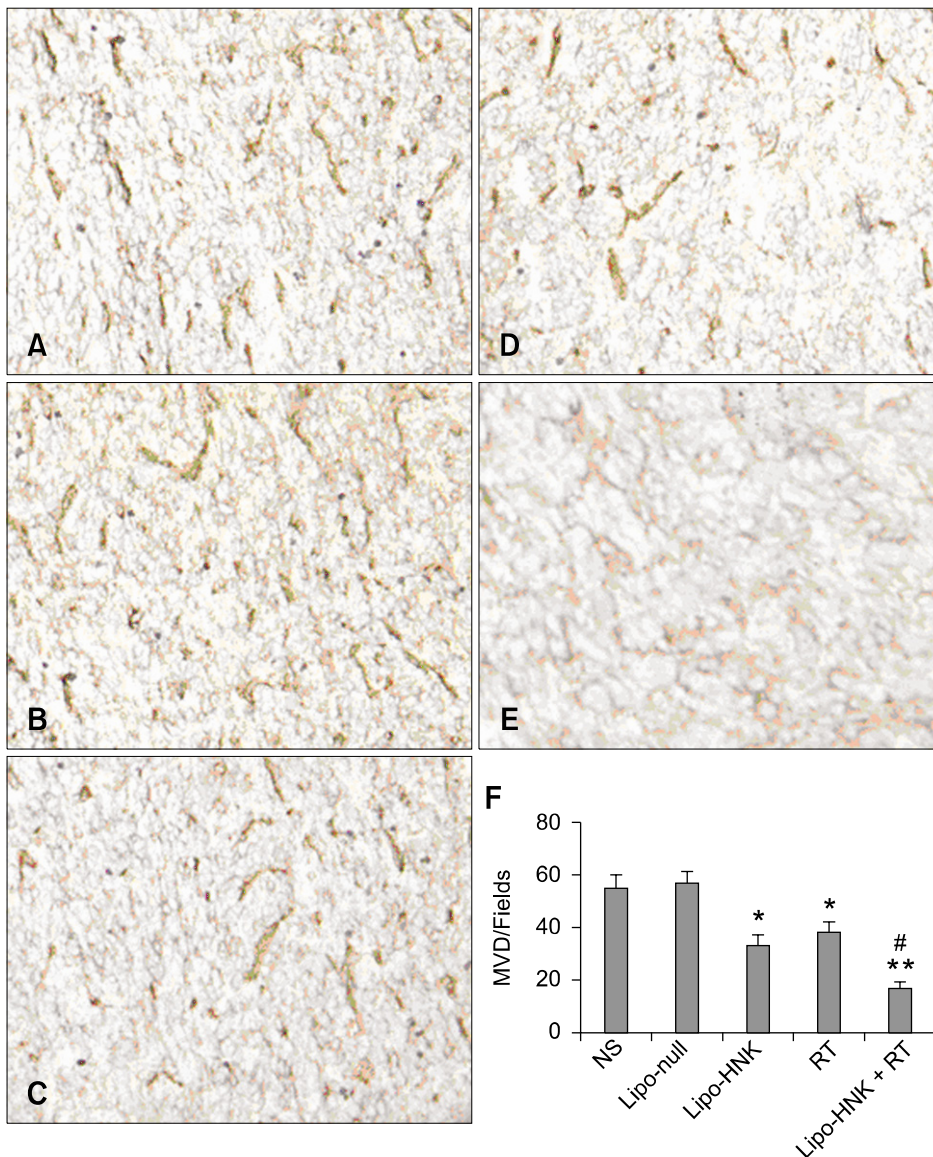 A
D
B
E
C
F
80
60
40
20
0
MVD/Fields
*
*
#
**
NS
Lipo-null
Lipo-HNK
RT
Lipo-HNK + RT